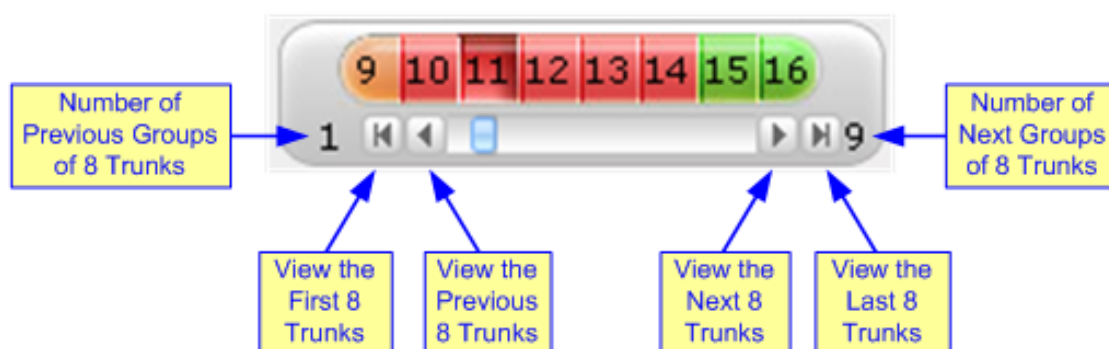 9 10 11 12 13 14 15 16
Number of
Previous Groups
of 8 Trunks
1
9
Number of
Next Groups
of 8 Trunks
View the
First 8
Trunks
View the
Previous
8 Trunks
View the
Next 8
Trunks
View the
Last 8
Trunks